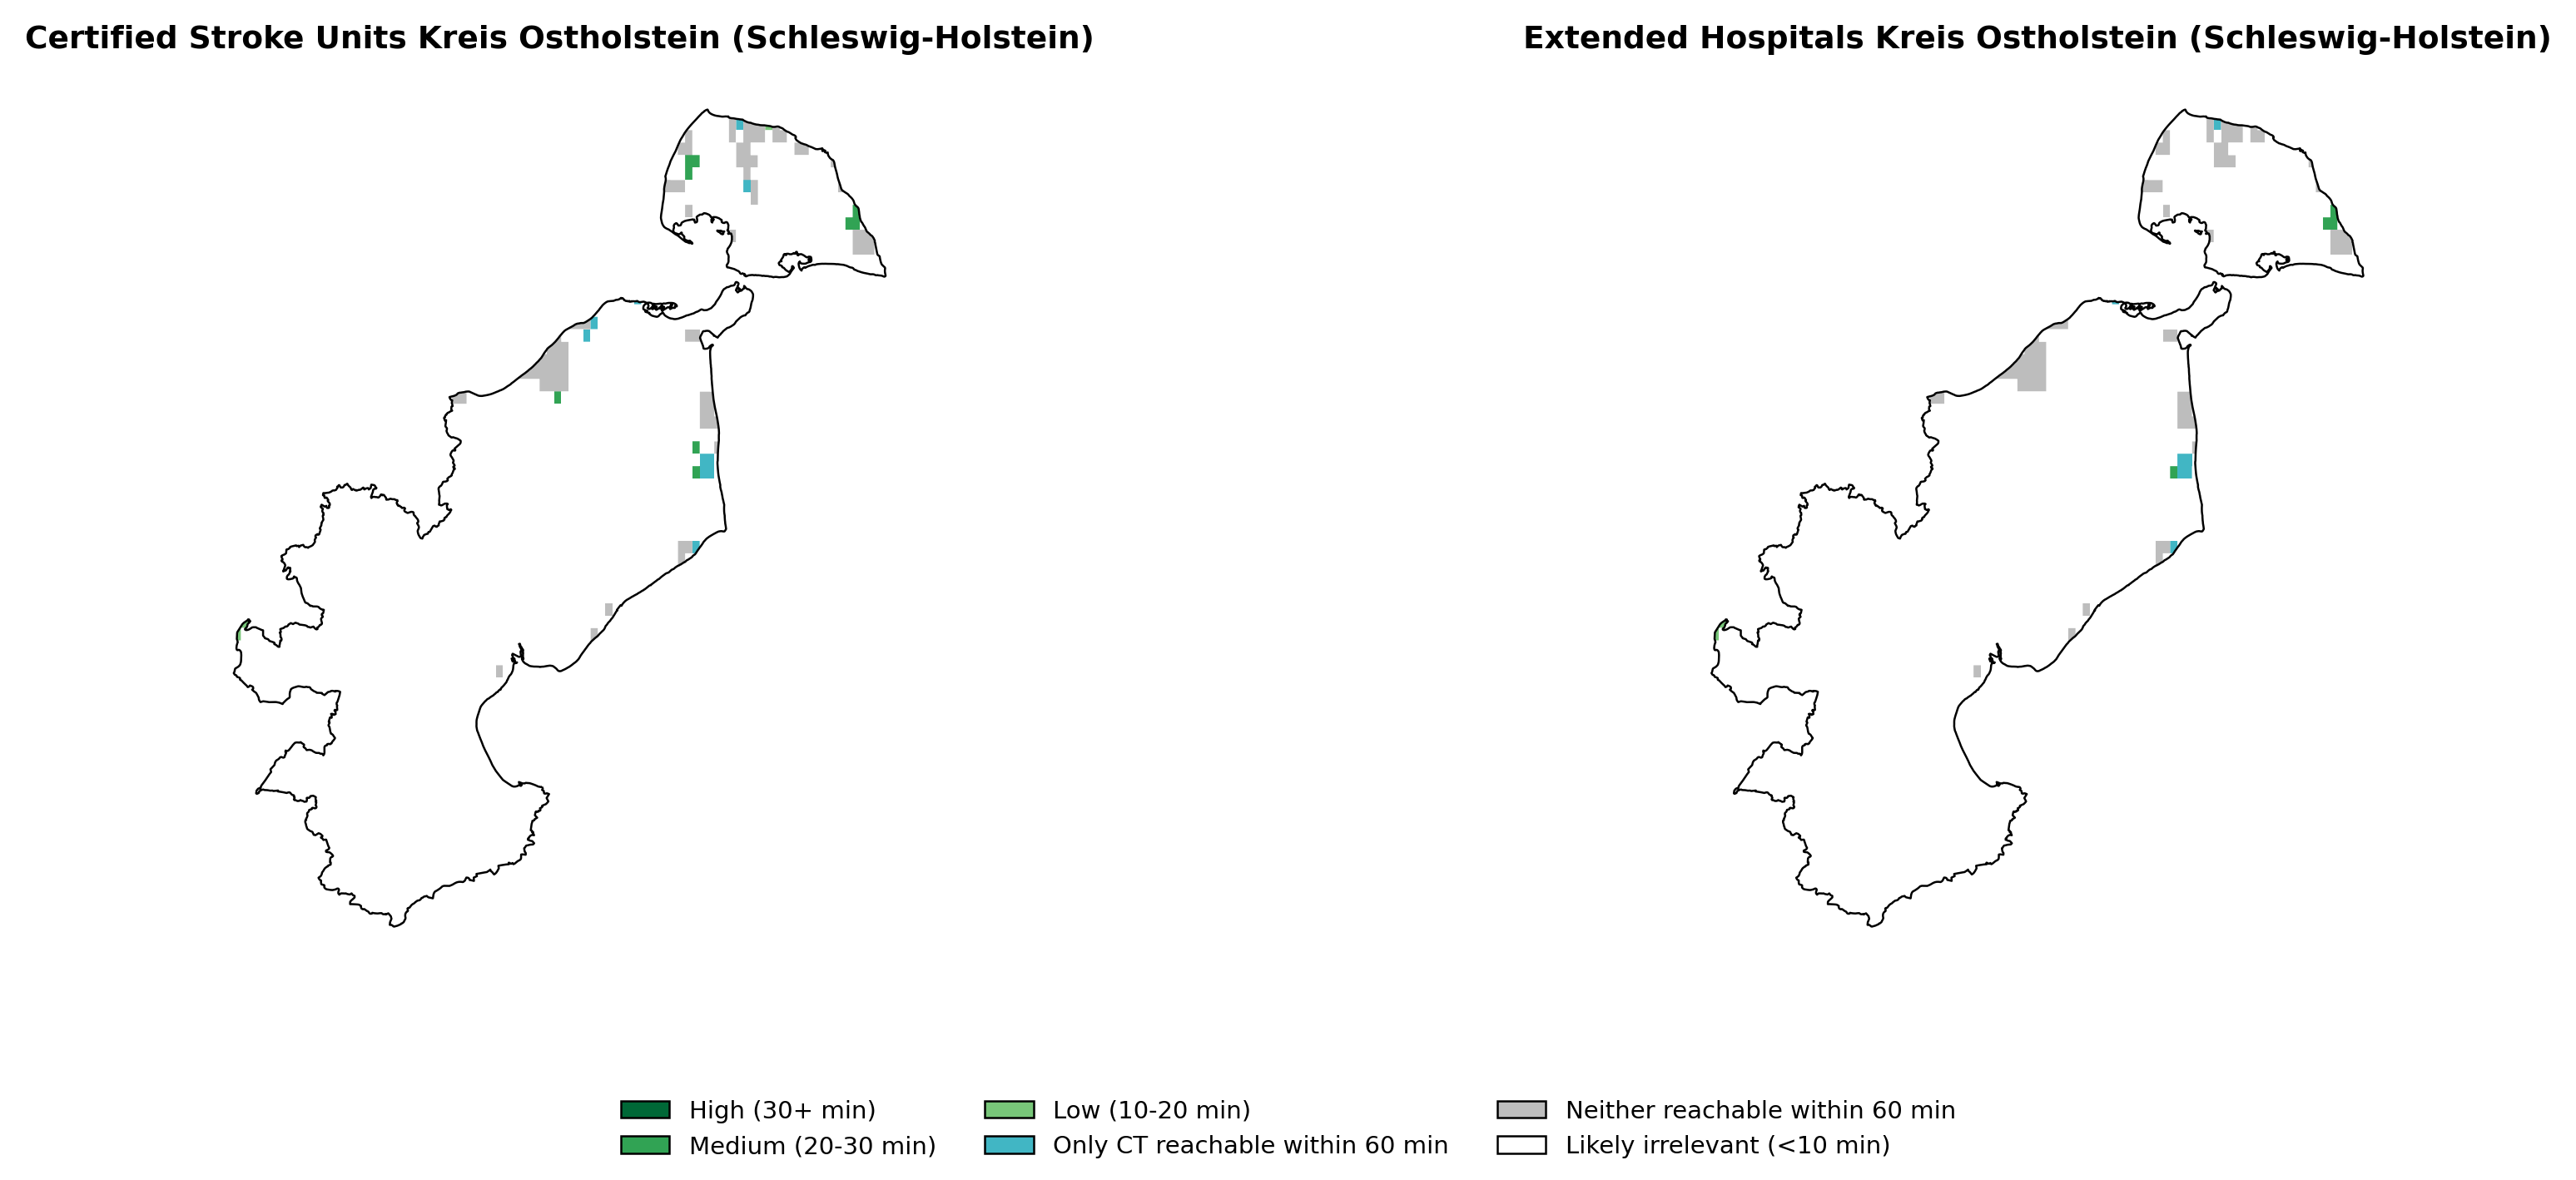 Certified Stroke Units Kreis Ostholstein (Schleswig-Holstein)
Extended Hospitals Kreis Ostholstein (Schleswig-Holstein)
High (30+ min)
Medium (20-30 min)
Low (10-20 min)
Only CT reachable within 60 min
Neither reachable within 60 min
Likely irrelevant (<10 min)